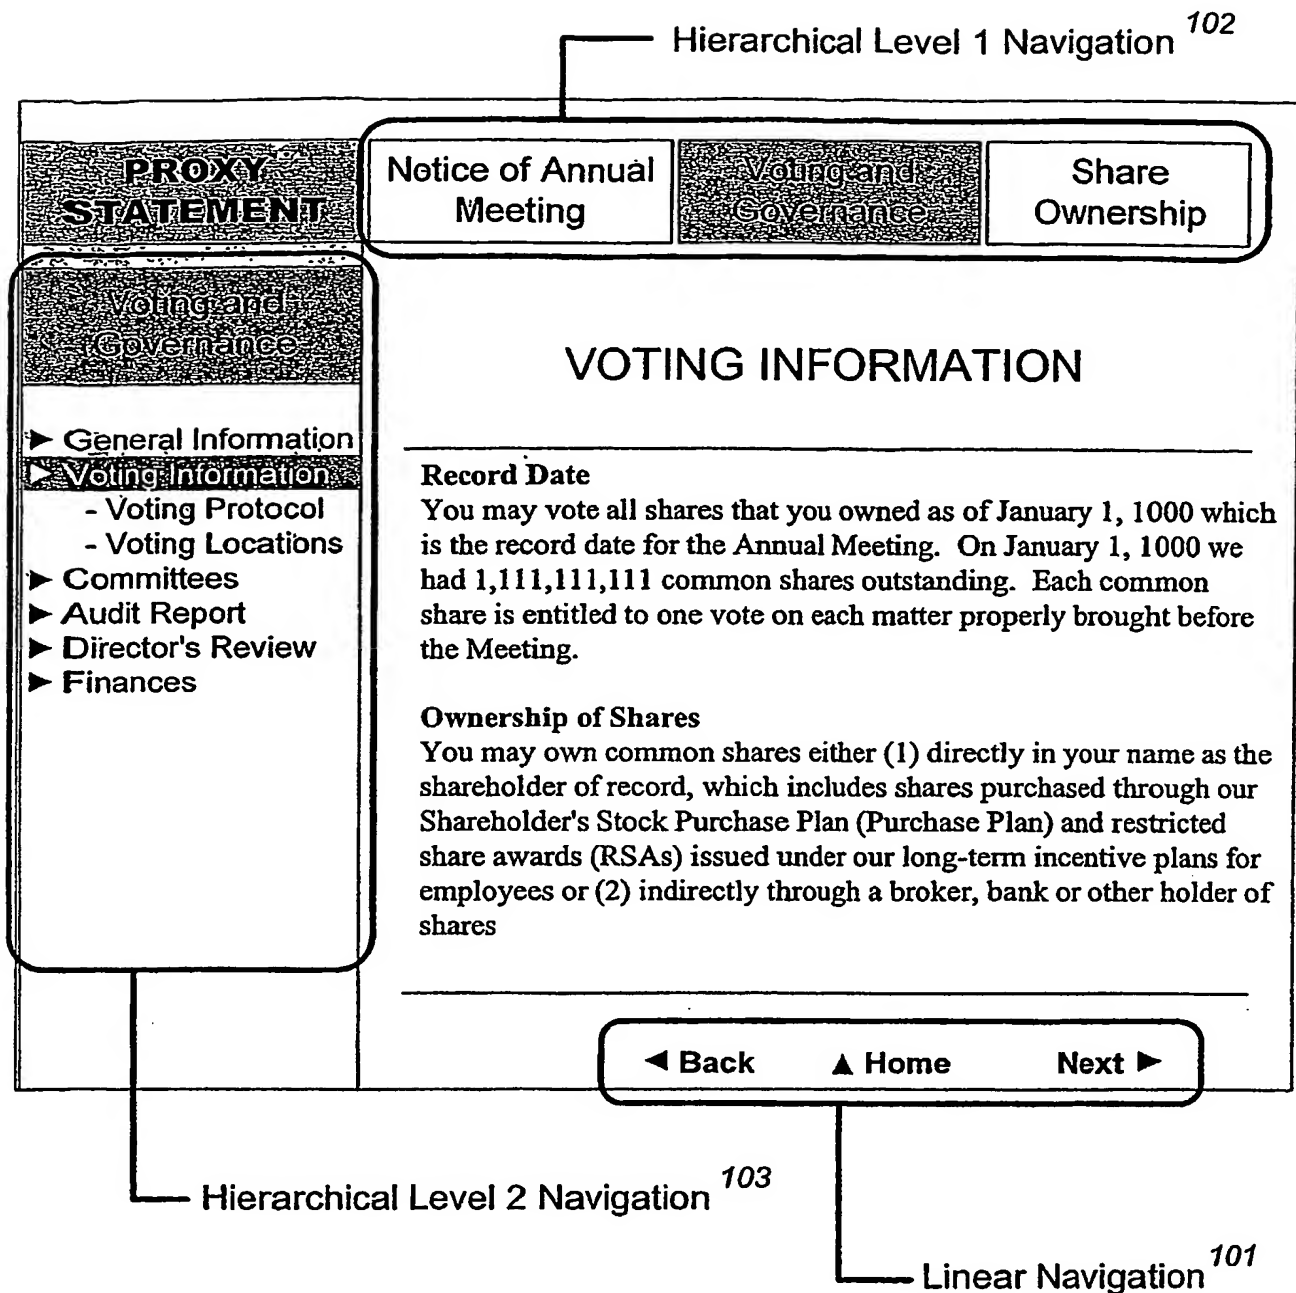 Hierarchical Level 1 Navigation 102
PROXY
STATEMENT
Notice of Annual
Meeting
Voting and
Governance
Share
Ownership
Voting and
Governance
► General Information
► Voting Information
- Voting Protocol
- Voting Locations
► Committees
► Audit Report
► Director's Review
► Finances
VOTING INFORMATION
Record Date
You may vote all shares that you owned as of January 1, 1000 which
is the record date for the Annual Meeting. On January 1, 1000 we
had 1,111,111,111 common shares outstanding. Each common
share is entitled to one vote on each matter properly brought before
the Meeting.
Ownership of Shares
You may own common shares either (1) directly in your name as the
shareholder of record, which includes shares purchased through our
Shareholder's Stock Purchase Plan (Purchase Plan) and restricted
share awards (RSAs) issued under our long-term incentive plans for
employees or (2) indirectly through a broker, bank or other holder of
shares
◄ Back ▲ Home Next ►
Hierarchical Level 2 Navigation 103
Linear Navigation 101